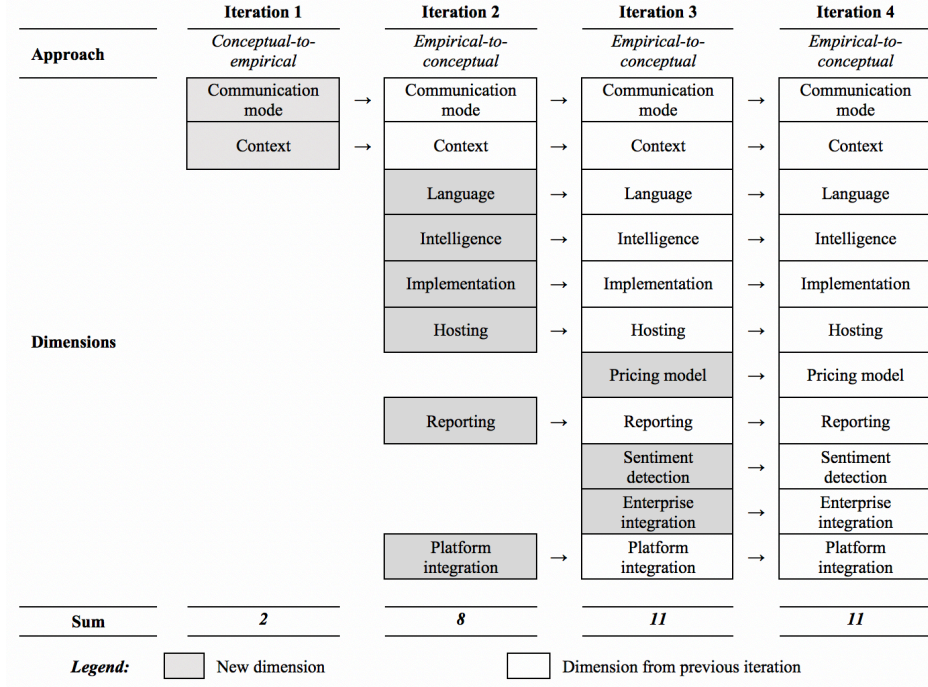 Iteration 1 Iteration 2 Iteration 3 Iteration 4
Approach
Conceptual-to-
empirical
Empirical-to-
conceptual
Empirical-to-
conceptual
Empirical-to-
conceptual
Dimensions
Communication
mode
→
Communication
mode
→
Communication
mode
→
Communication
mode
Context → Context → Context → Context
Language → Language → Language
Intelligence → Intelligence → Intelligence
Implementation → Implementation → Implementation
Hosting → Hosting → Hosting
Pricing model → Pricing model
Reporting → Reporting → Reporting
Sentiment
detection
→
Sentiment
detection
Enterprise
integration
→
Enterprise
integration
Platform
integration
→
Platform
integration
→
Platform
integration
Sum 2 8 11 11
Legend: New dimension Dimension from previous iteration